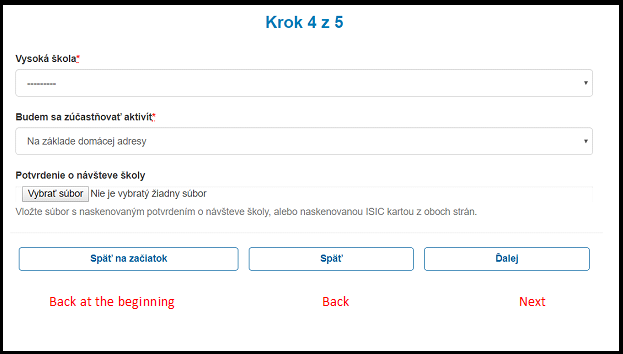 Krok 4 z 5
Vysoká škola*
---------
Budem sa zúčastňovať aktivít*
Na základe domácej adresy
Potvrdenie o návšteve školy
Vybrať súbor Nie je vybratý žiadny súbor
Vložte súbor s naskenovaným potvrdením o návšteve školy, alebo naskenovanou ISIC kartou z oboch strán.
Späť na začiatok Späť Ďalej
Back at the beginning Back Next